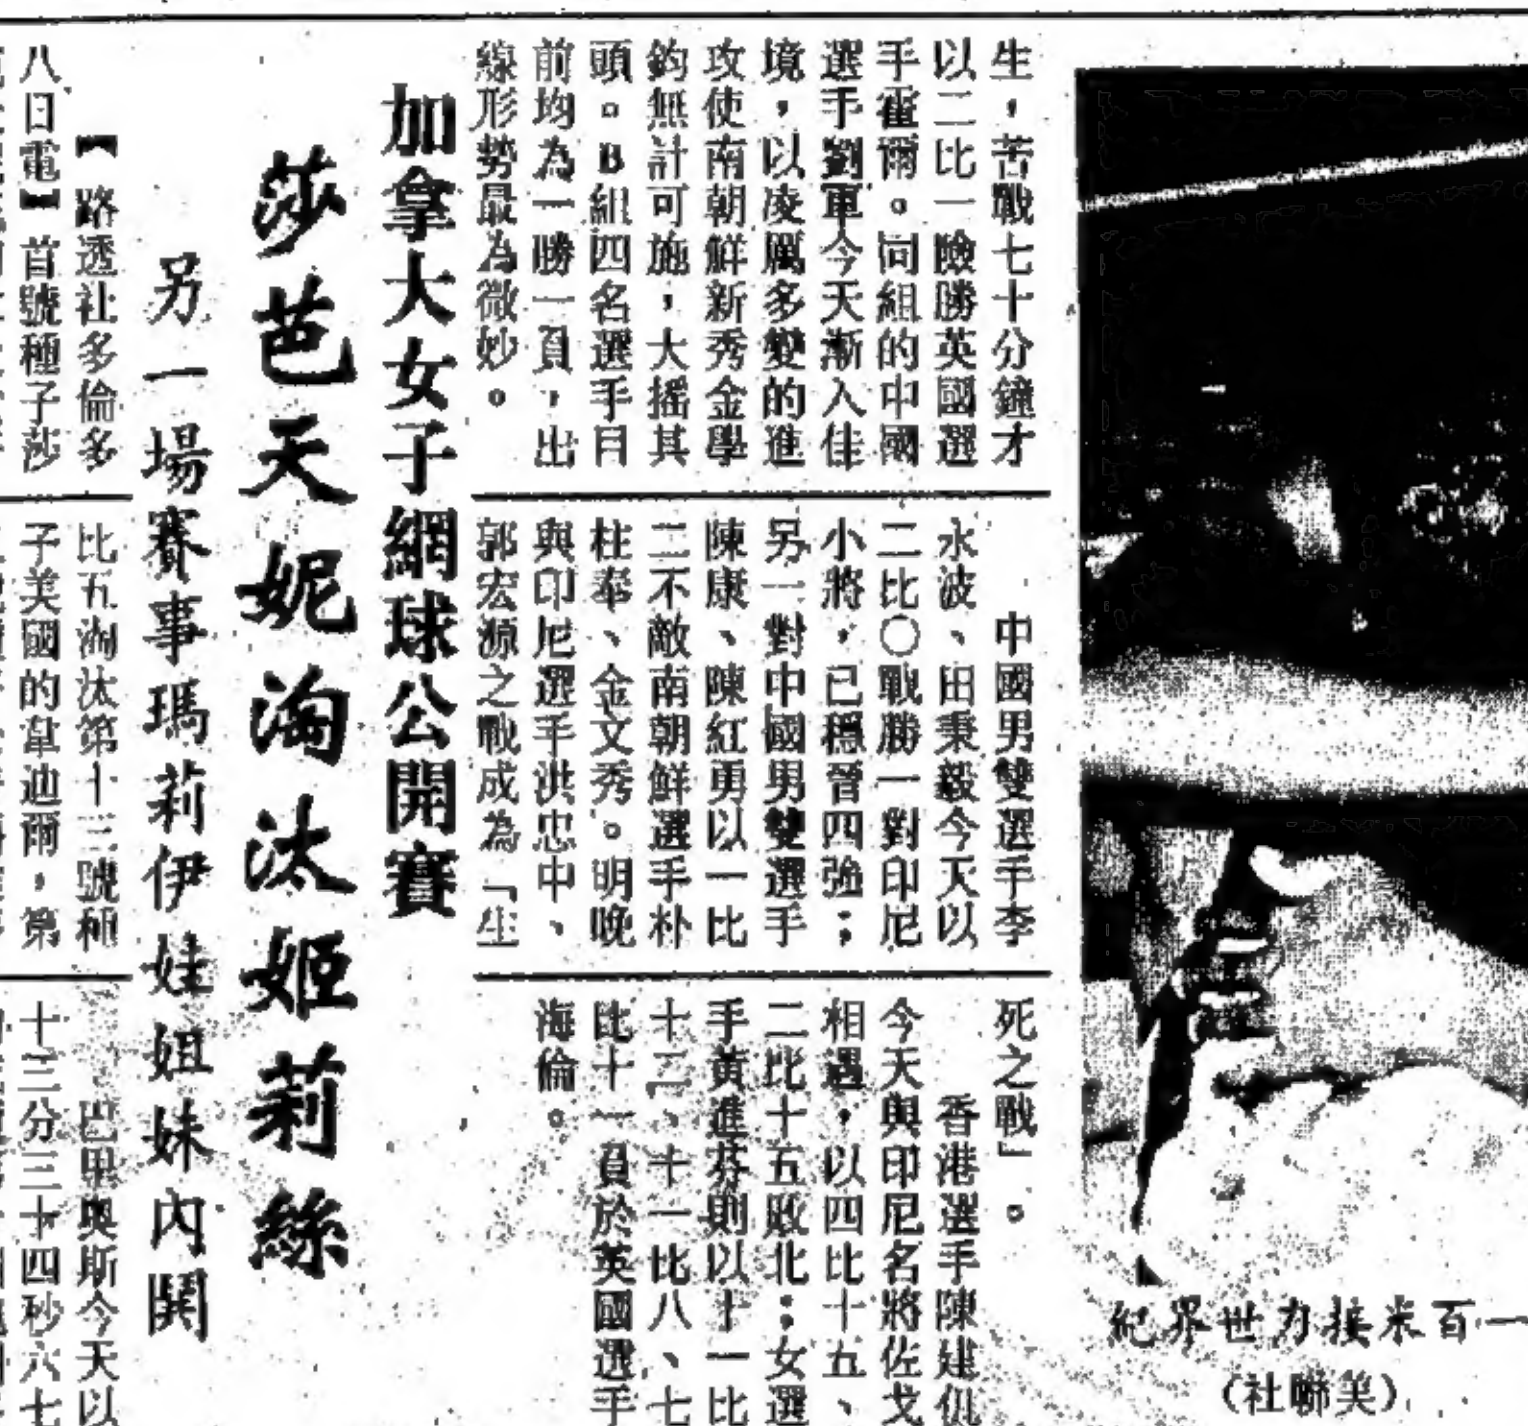 生，苦戰七十分鐘才
以二比一險勝英國選
手霍爾。同組的中國
選手劉軍今天漸入佳
境，以凌厲多變的進
攻使南朝鮮新秀金學
鈞無計可施，大搖其
頭。B組四名選手目
前均為一勝一負，出
線形勢最為微妙。
中國男雙選手李
永波、田秉毅今天以
二比〇戰勝一對印尼
小將，已穩晉四強；
另一對中國男雙選手
陳康、陳紅勇以一比
二不敵南朝鮮選手朴
柱奉、金文秀。明晚
與印尼選手洪忠中、
郭宏源之戰成為「生
死之戰」。
香港選手陳建仉
今天與印尼名將佐戈
相遇，以四比十五、
二比十五敗北；女選
手黃進芬則以十一比
十二、十一比八、七
比十一負於英國選手
海倫。
加拿大女子網球公開賽
莎芭天妮淘汰姬莉絲
另一場賽事瑪莉伊娃姐妹內鬨
【路透社多倫多
八日電】首號種子莎
比五淘汰第十三號種
子美國的韋迪爾，第
巴里奧斯今天以
十三分三十四秒六七
一百米接力世界紀
（美聯社）